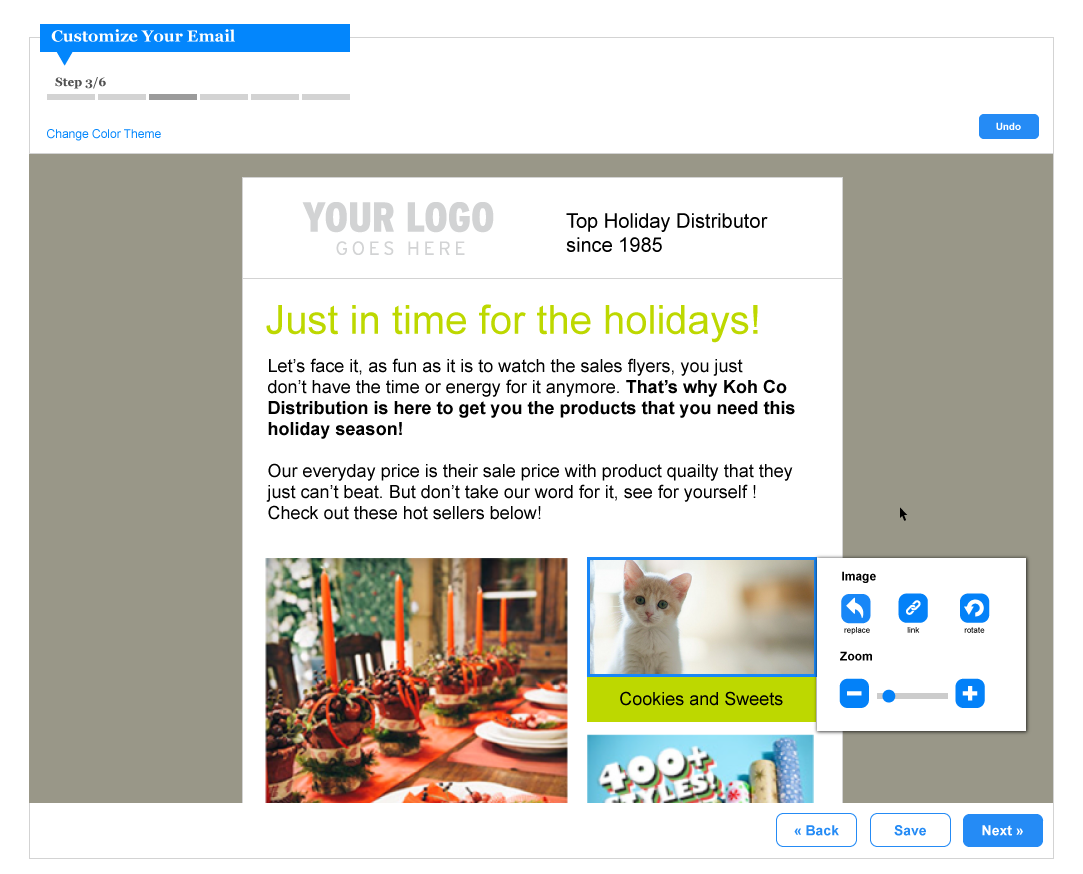 Customize Your Email
Step 3/6
Change Color Theme
Undo
YOUR LOGO
GOES HERE
Top Holiday Distributor
since 1985
Just in time for the holidays!
Let’s face it, as fun as it is to watch the sales flyers, you just
don’t have the time or energy for it anymore. That’s why Koh Co
Distribution is here to get you the products that you need this
holiday season!
Our everyday price is their sale price with product quailty that they
just can’t beat. But don’t take our word for it, see for yourself !
Check out these hot sellers below!
Image
replace
link
rotate
Zoom
Cookies and Sweets
400+
STYLES!
« Back
Save
Next »